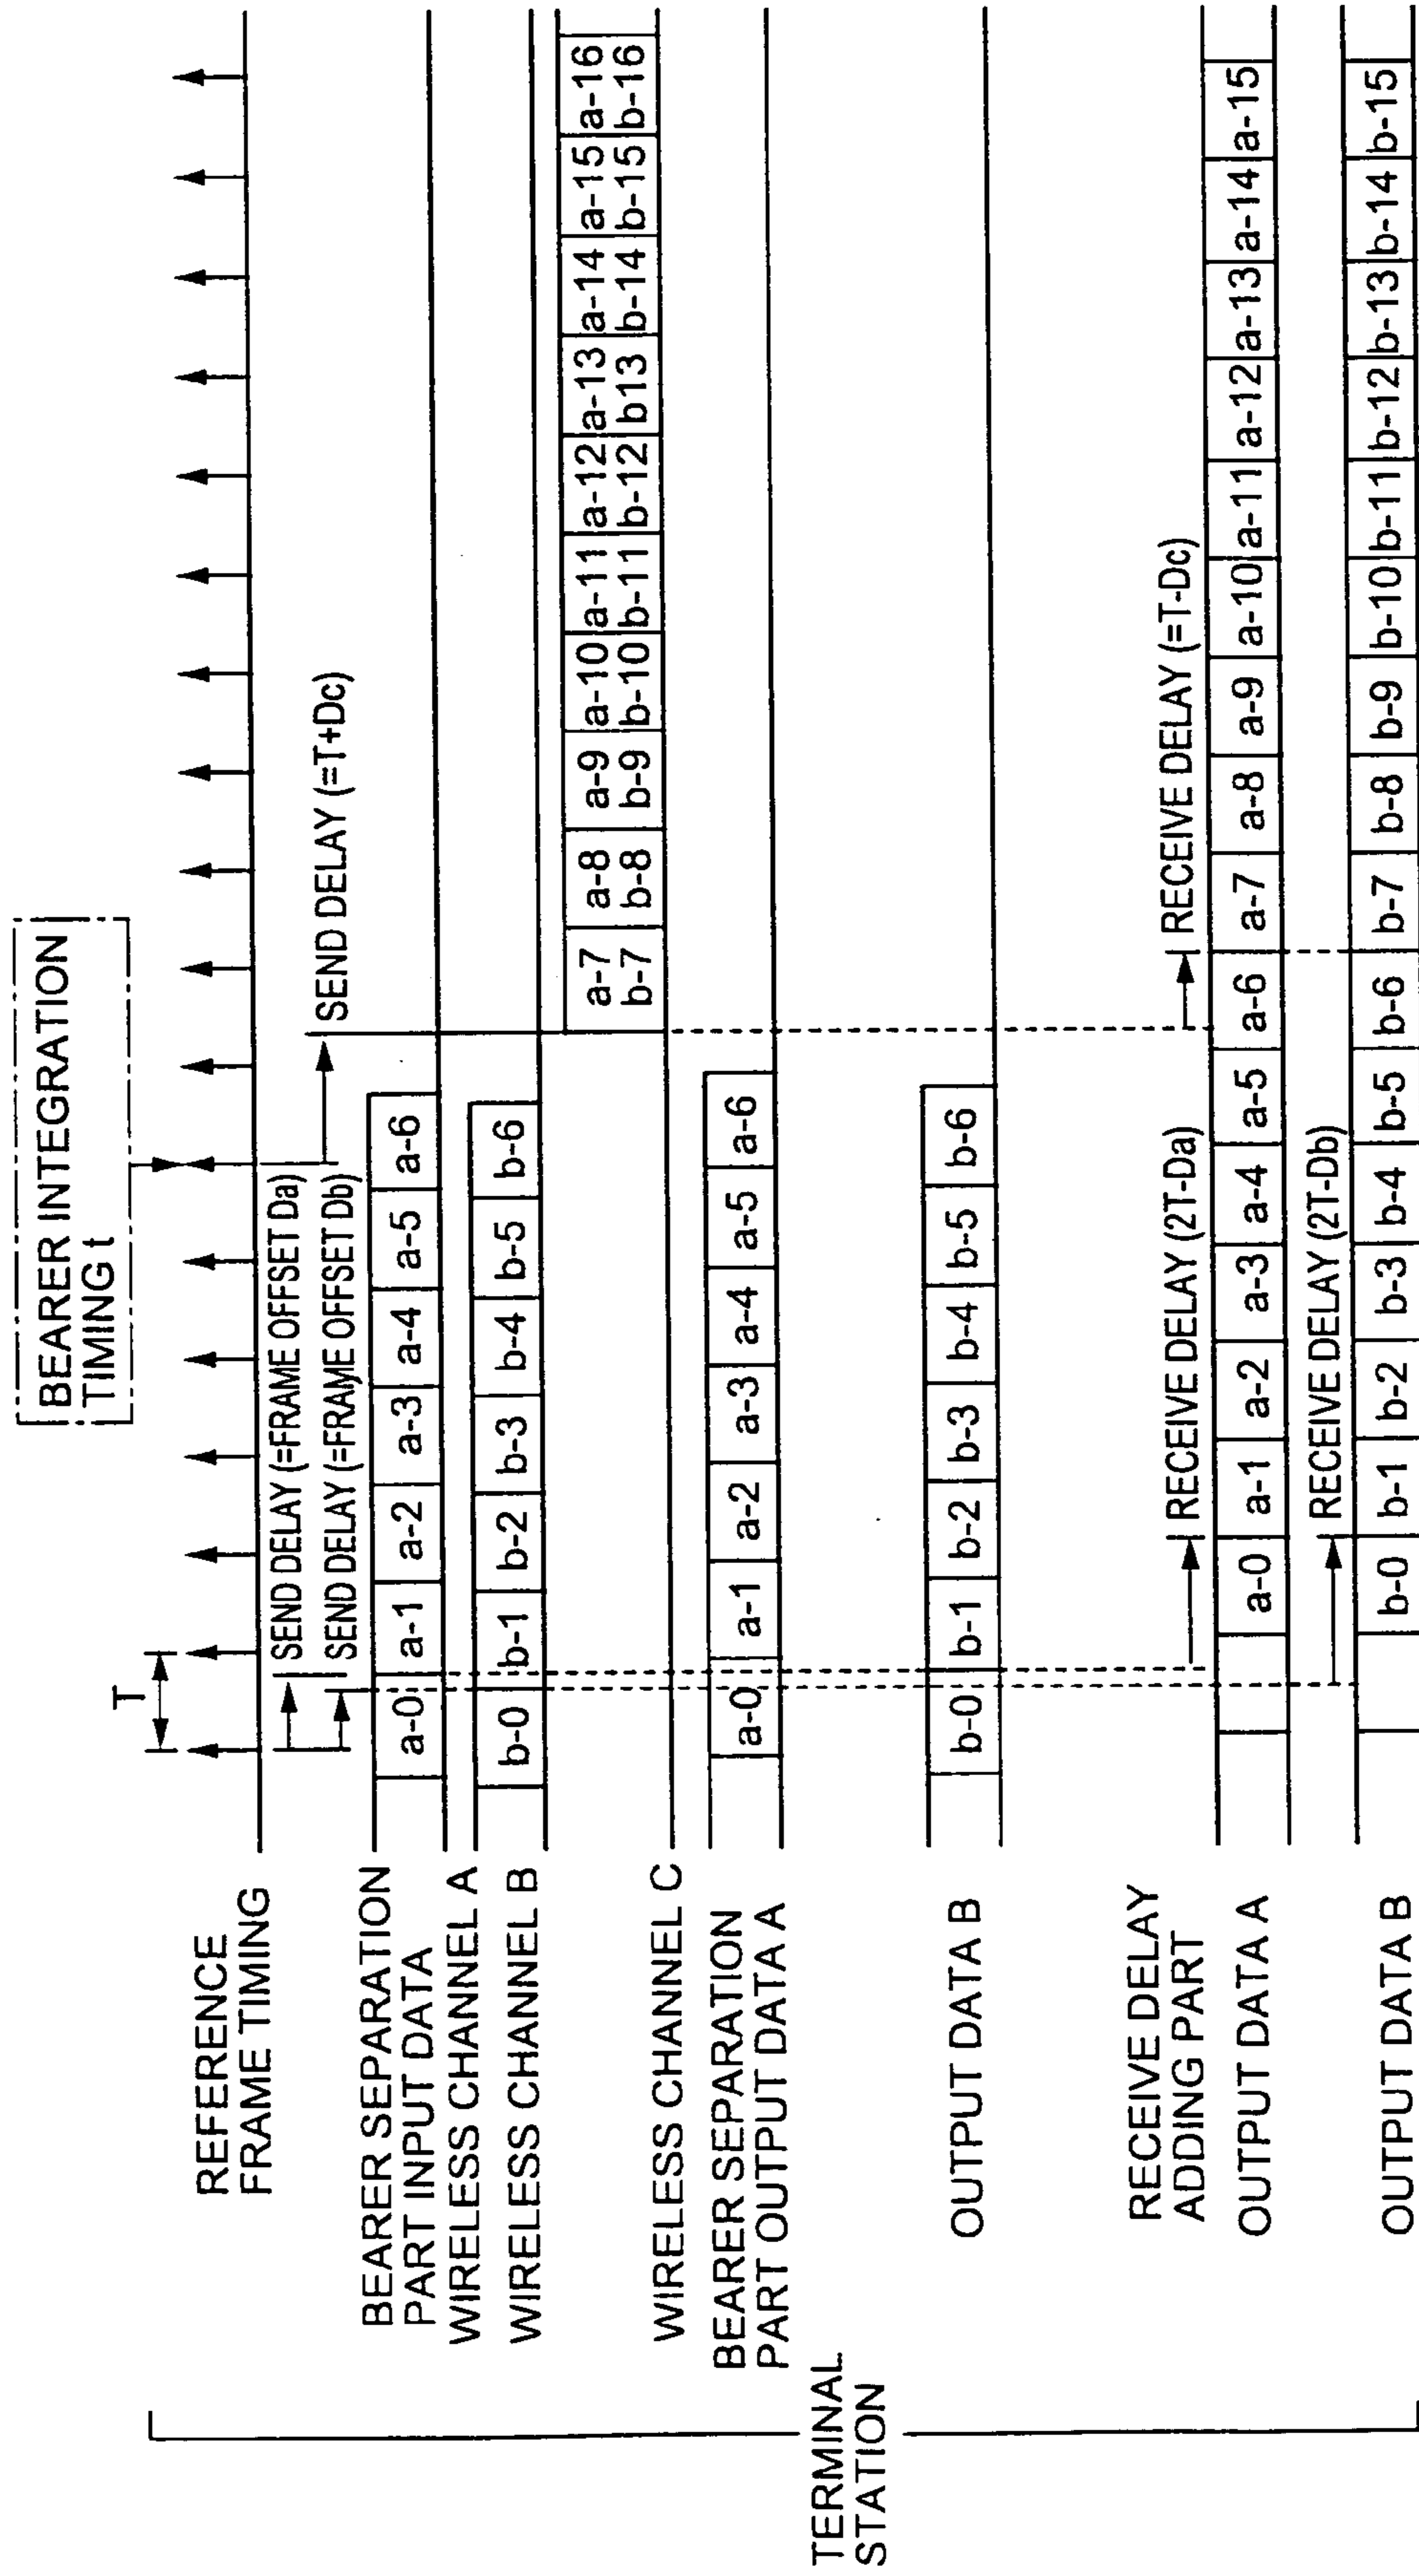 BEARER INTEGRATION
TIMING t
T
REFERENCE
FRAME TIMING
SEND DELAY (=FRAME OFFSET Da)
SEND DELAY (=T+Dc)
SEND DELAY (=FRAME OFFSET Db)
BEARER SEPARATION
PART INPUT DATA
WIRELESS CHANNEL A
a-0 a-1 a-2 a-3 a-4 a-5 a-6
WIRELESS CHANNEL B
b-0 b-1 b-2 b-3 b-4 b-5 b-6
WIRELESS CHANNEL C
a-7 a-8 a-9 a-10 a-11 a-12 a-13 a-14 a-15 a-16
b-7 b-8 b-9 b-10 b-11 b-12 b13 b-14 b-15 b-16
BEARER SEPARATION
PART OUTPUT DATA A
a-0 a-1 a-2 a-3 a-4 a-5 a-6
TERMINAL
STATION
OUTPUT DATA B
b-0 b-1 b-2 b-3 b-4 b-5 b-6
RECEIVE DELAY
ADDING PART
RECEIVE DELAY (2T-Da)
RECEIVE DELAY (=T-Dc)
OUTPUT DATA A
a-0 a-1 a-2 a-3 a-4 a-5 a-6 a-7 a-8 a-9 a-10 a-11 a-12 a-13 a-14 a-15
RECEIVE DELAY (2T-Db)
OUTPUT DATA B
b-0 b-1 b-2 b-3 b-4 b-5 b-6 b-7 b-8 b-9 b-10 b-11 b-12 b-13 b-14 b-15